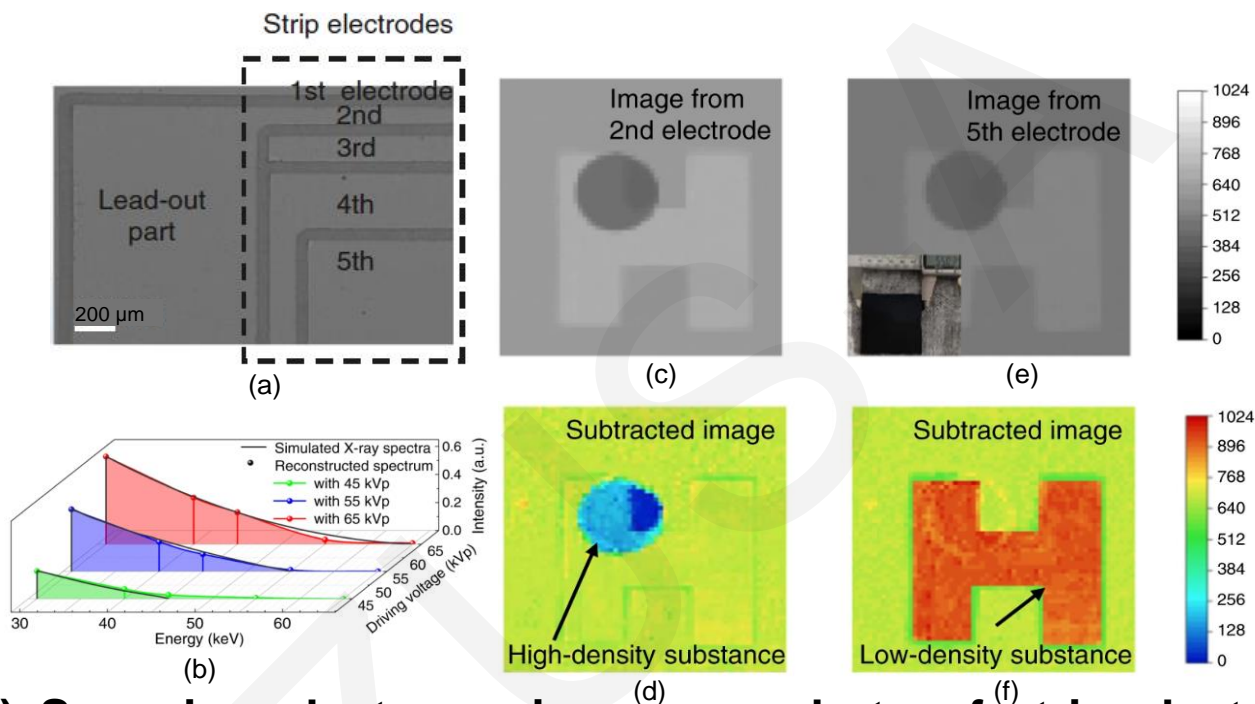 Strip electrodes
1st electrode
2nd
3rd
4th
5th
Lead-out
part
200 µm
(a)
Image from
2nd electrode
(c)
Image from
5th electrode
(e)
1024
896
768
640
512
384
256
128
0
Simulated X-ray spectra
Reconstructed spectrum
with 45 kVp
with 55 kVp
with 65 kVp
0.6
0.4
0.2
0.0
Intensity (a.u.)
65
60
55
50
45
Driving voltage (kVp)
30
40
50
60
Energy (keV)
(b)
Subtracted image
High-density substance
(d)
Subtracted image
Low-density substance
(f)
1024
896
768
640
512
384
256
128
0